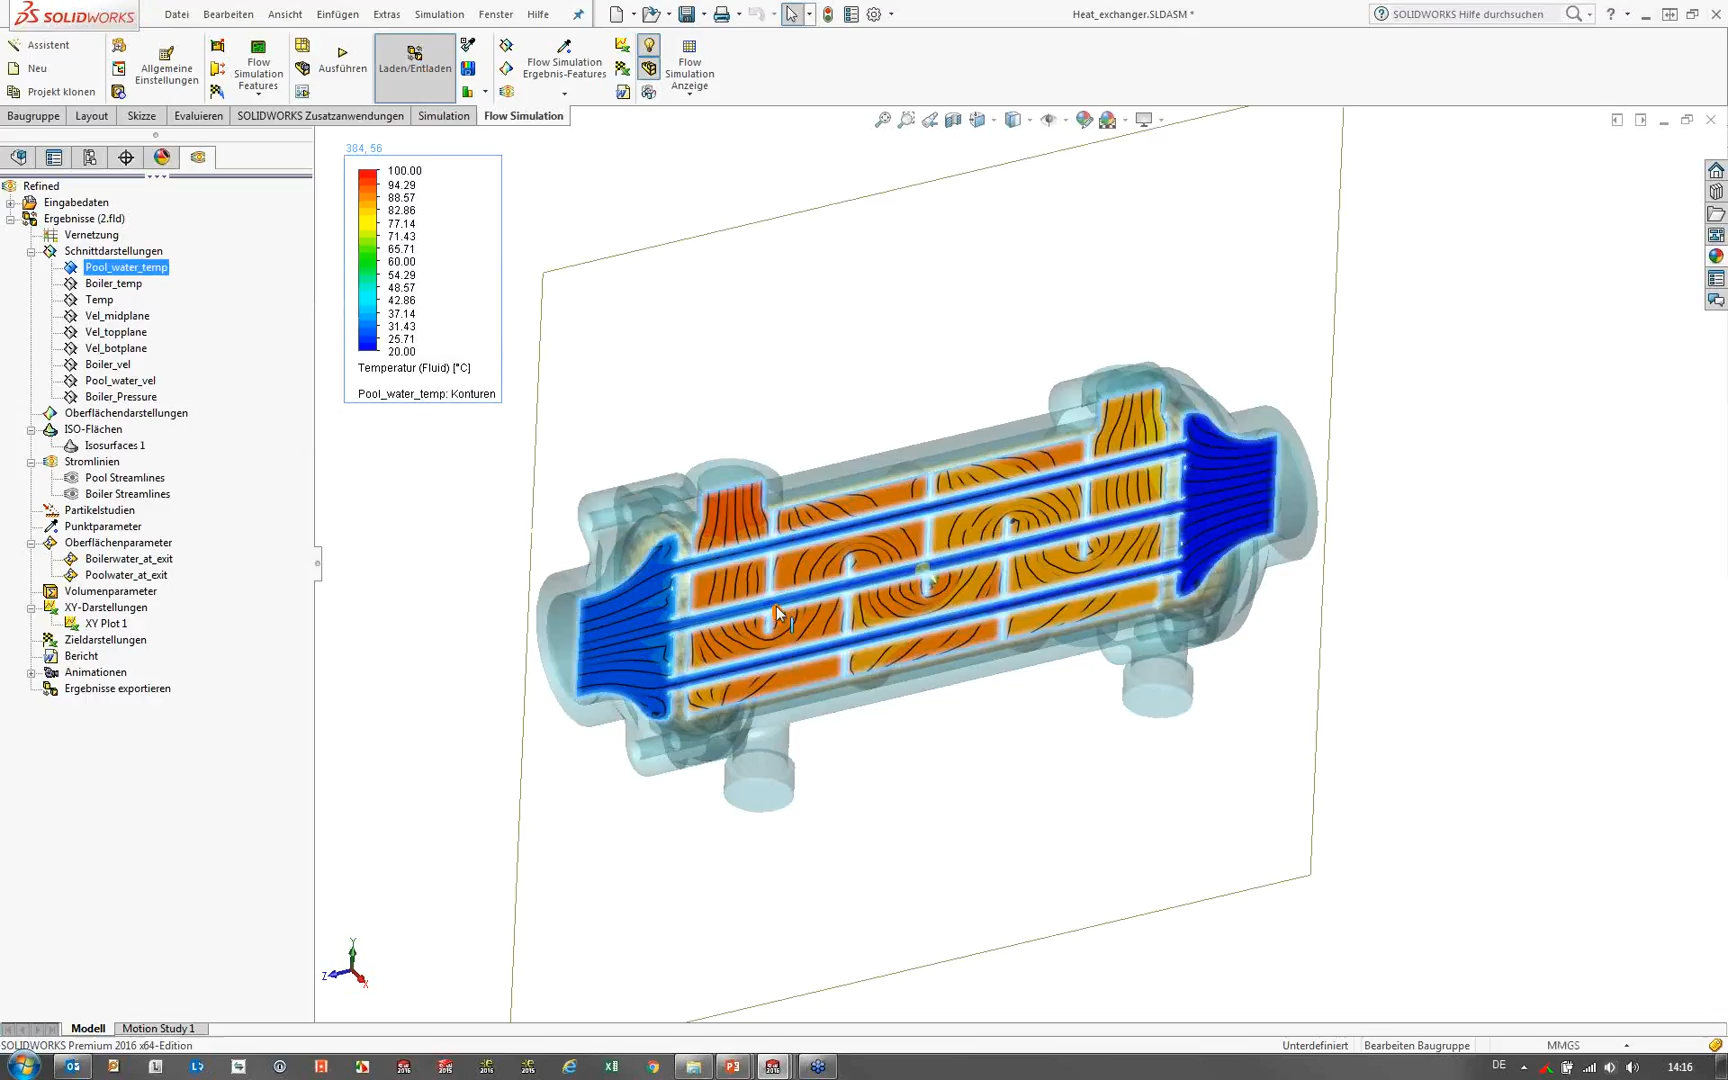 SOLIDWORKS
Datei Bearbeiten Ansicht Einfügen Extras Simulation Fenster Hilfe
Heat_exchanger.SLDASM *
SOLIDWORKS Hilfe durchsuchen
Assistent
Neu
Projekt klonen
Allgemeine
Einstellungen
Flow
Simulation
Features
Ausführen
Laden/Entladen
Flow Simulation
Ergebnis-Features
Flow
Simulation
Anzeige
Baugruppe Layout Skizze Evaluieren SOLIDWORKS Zusatzanwendungen Simulation Flow Simulation
Refined
Eingabedaten
Ergebnisse (2.fld)
Vernetzung
Schnittdarstellungen
Pool_water_temp
Boiler_temp
Temp
Vel_midplane
Vel_topplane
Vel_botplane
Boiler_vel
Pool_water_vel
Boiler_Pressure
Oberflächendarstellungen
ISO-Flächen
Isosurfaces 1
Stromlinien
Pool Streamlines
Boiler Streamlines
Partikelstudien
Punktparameter
Oberflächenparameter
Boilerwater_at_exit
Poolwater_at_exit
Volumenparameter
XY-Darstellungen
XY Plot 1
Zieldarstellungen
Bericht
Animationen
Ergebnisse exportieren
384, 56
100.00
94.29
88.57
82.86
77.14
71.43
65.71
60.00
54.29
48.57
42.86
37.14
31.43
25.71
20.00
Temperatur (Fluid) [°C]
Pool_water_temp: Konturen
Y
Z
X
Modell Motion Study 1
SOLIDWORKS Premium 2016 x64-Edition
Unterdefiniert Bearbeiten Baugruppe MMGS
DE
14:16